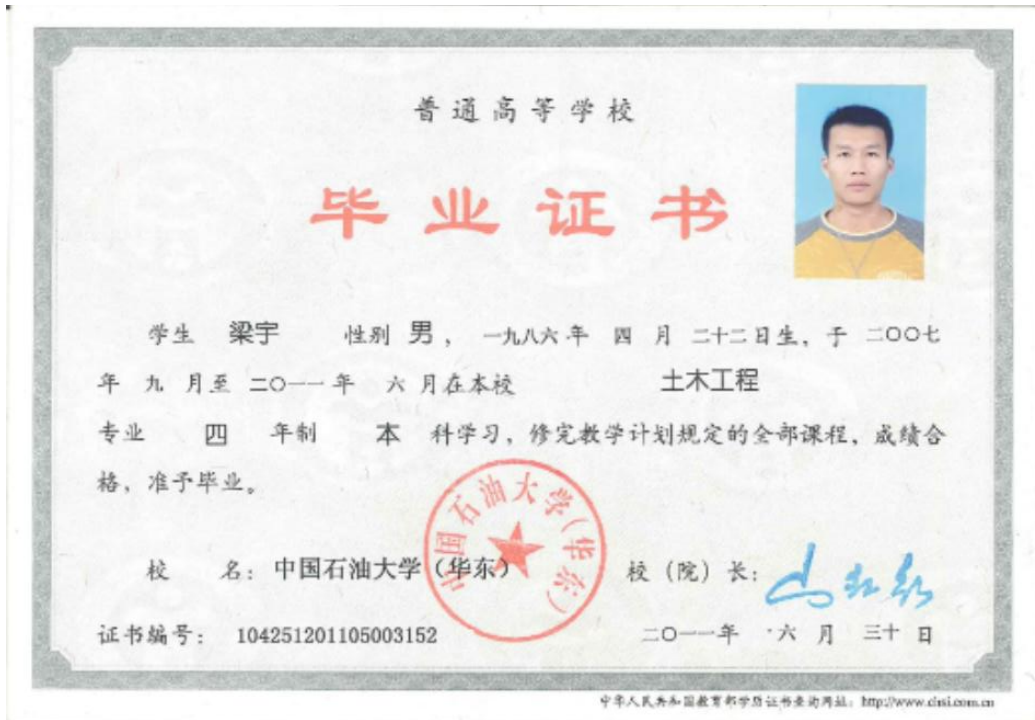 普通高等学校
毕业证书
学生 梁宇 性别 男，一九八六年 四 月 二十二日生，于 二〇〇七
年 九 月至 二〇一一年 六 月在本校 土木工程
专业 四 年制 本 科学习，修完教学计划规定的全部课程，成绩合
格，准予毕业。
中国石油大学(华东)
校 名：中国石油大学（华东） 校（院）长：
证书编号： 104251201105003152 二〇一一年 六 月 三十 日
中华人民共和国教育部学历证书查询网址：http://www.chsi.com.cn